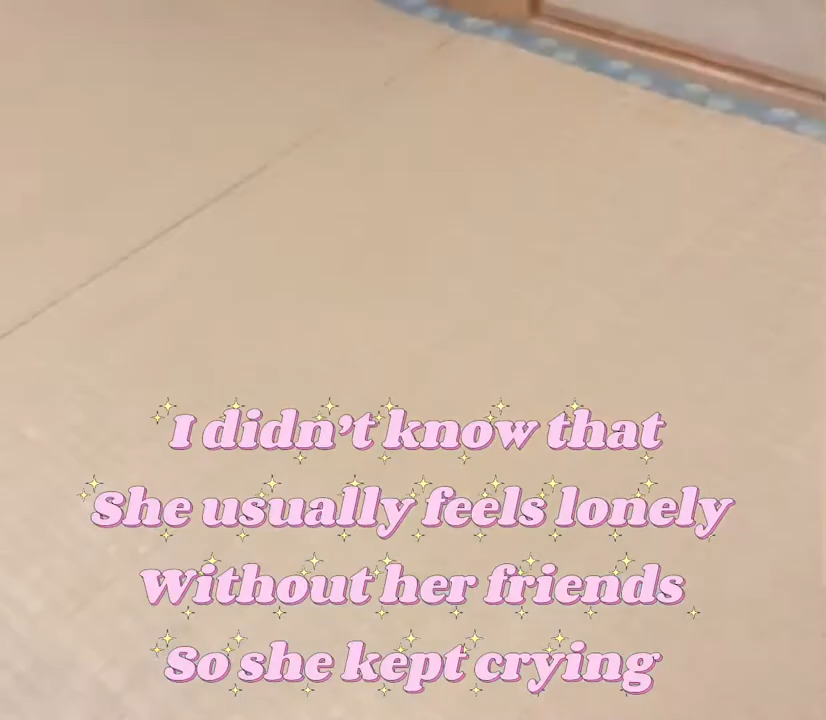 I didn't know that
She usually feels lonely
Without her friends
So she kept crying